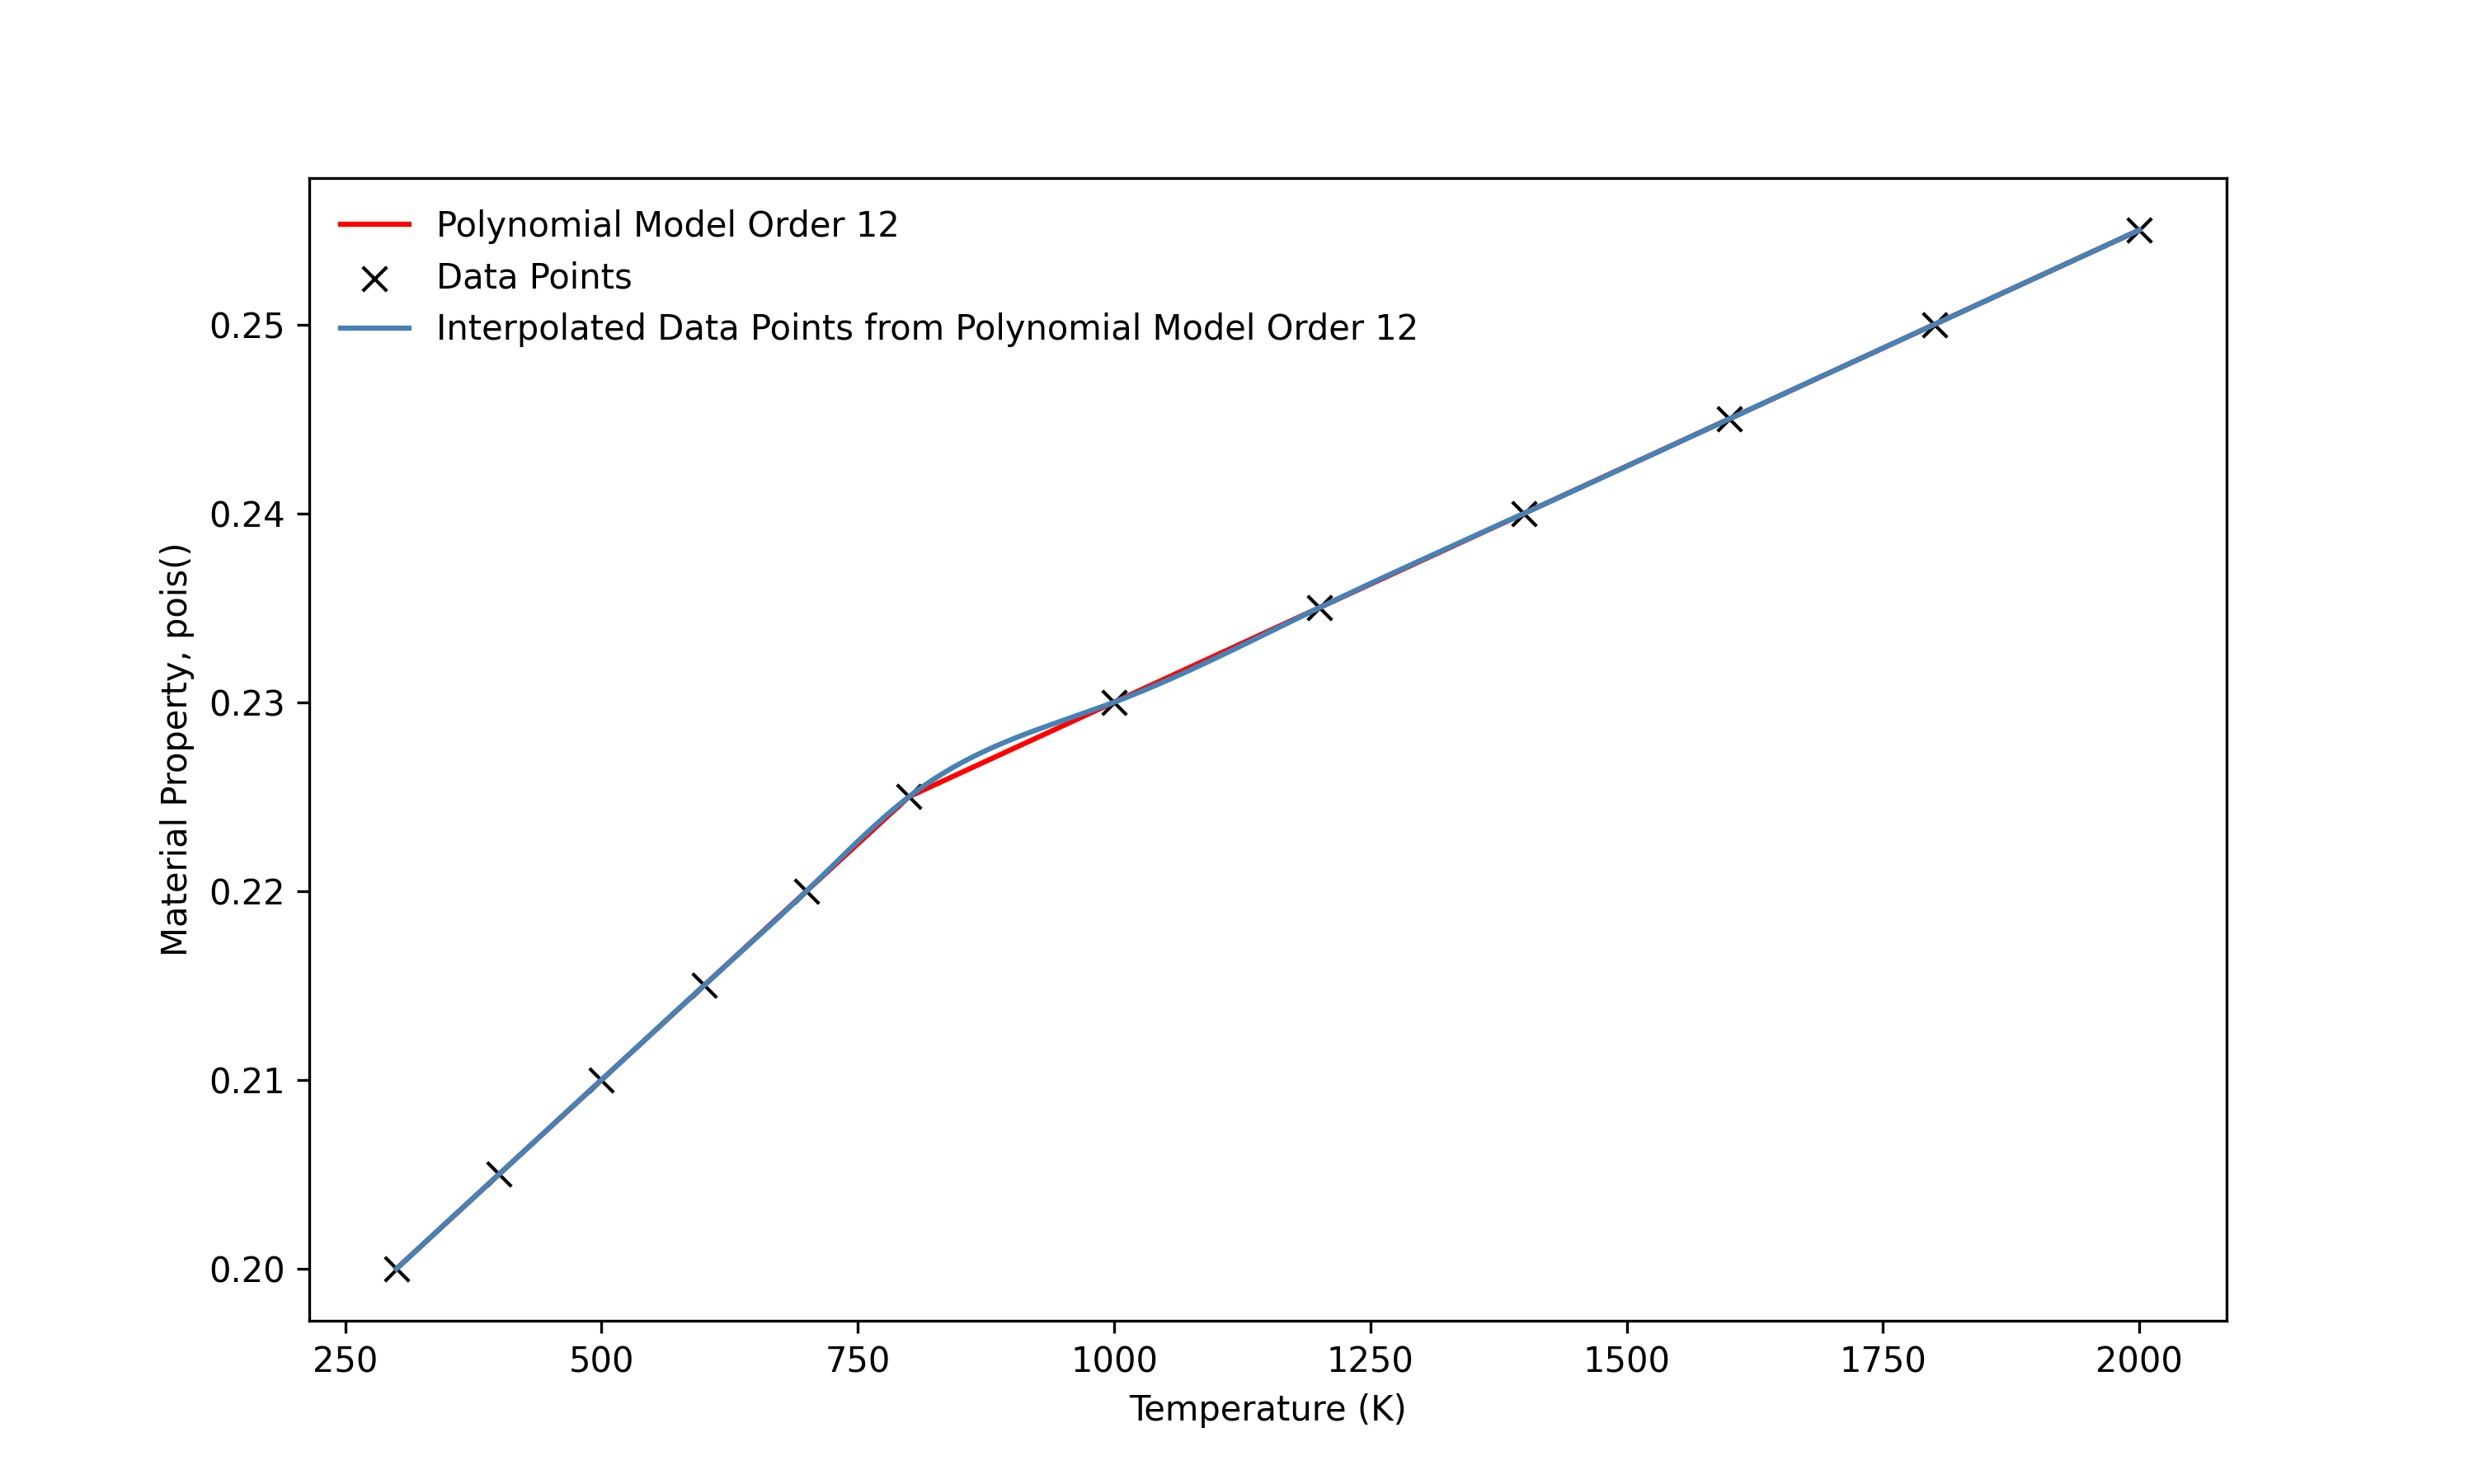 Polynomial Model Order 12
Data Points
Interpolated Data Points from Polynomial Model Order 12
Material Property, pois()
0.25
0.24
0.23
0.22
0.21
0.20
250 500 750 1000 1250 1500 1750 2000
Temperature (K)